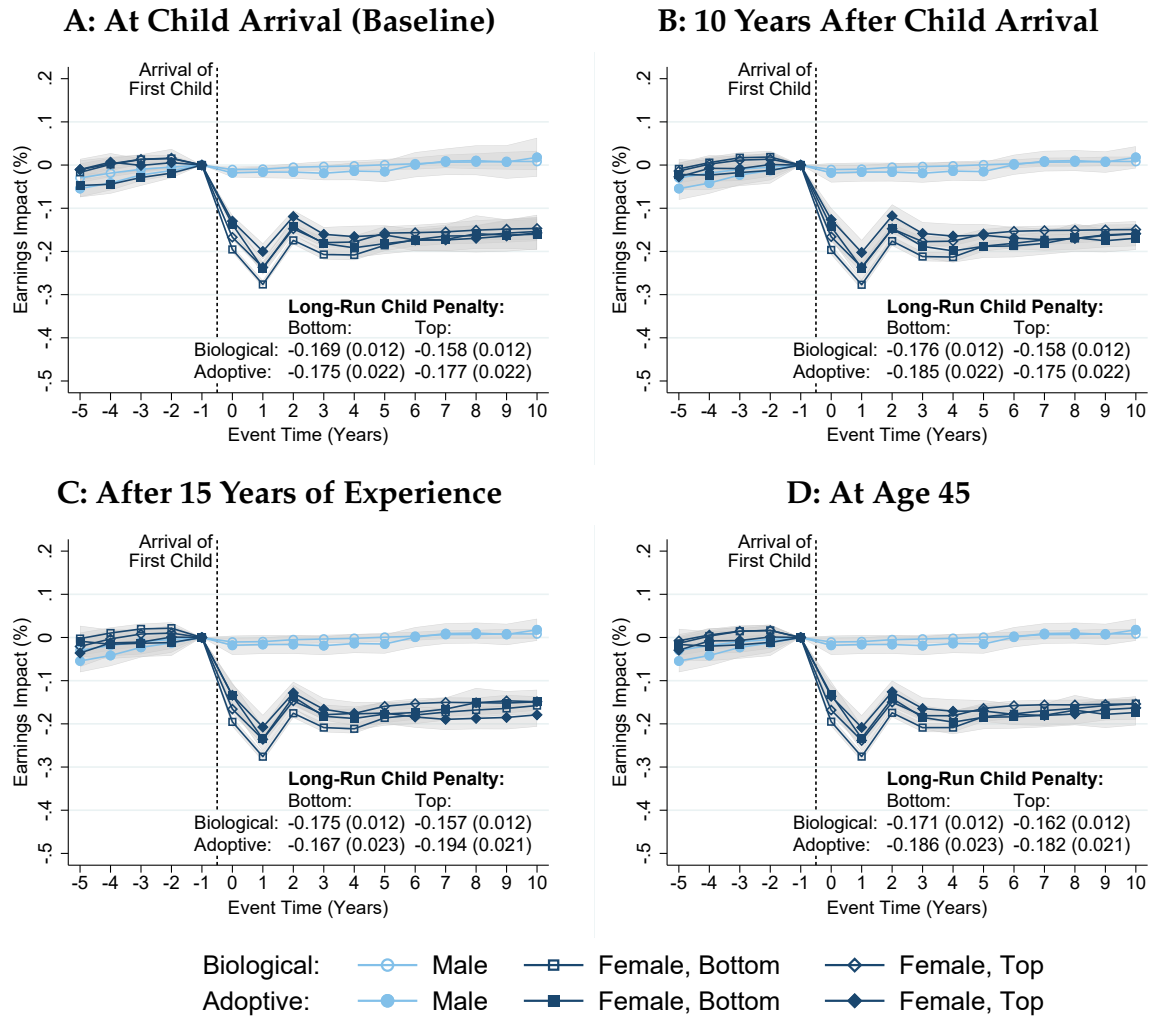 A: At Child Arrival (Baseline)
Arrival of
First Child
.2
.1
0
-.1
-.2
-.3
-.4
-.5
Earnings Impact (%)
Long-Run Child Penalty:
Bottom: Top:
Biological: -0.169 (0.012) -0.158 (0.012)
Adoptive: -0.175 (0.022) -0.177 (0.022)
-5 -4 -3 -2 -1 0 1 2 3 4 5 6 7 8 9 10
Event Time (Years)
B: 10 Years After Child Arrival
Arrival of
First Child
.2
.1
0
-.1
-.2
-.3
-.4
-.5
Earnings Impact (%)
Long-Run Child Penalty:
Bottom: Top:
Biological: -0.176 (0.012) -0.158 (0.012)
Adoptive: -0.185 (0.022) -0.175 (0.022)
-5 -4 -3 -2 -1 0 1 2 3 4 5 6 7 8 9 10
Event Time (Years)
C: After 15 Years of Experience
Arrival of
First Child
.2
.1
0
-.1
-.2
-.3
-.4
-.5
Earnings Impact (%)
Long-Run Child Penalty:
Bottom: Top:
Biological: -0.175 (0.012) -0.157 (0.012)
Adoptive: -0.167 (0.023) -0.194 (0.021)
-5 -4 -3 -2 -1 0 1 2 3 4 5 6 7 8 9 10
Event Time (Years)
D: At Age 45
Arrival of
First Child
.2
.1
0
-.1
-.2
-.3
-.4
-.5
Earnings Impact (%)
Long-Run Child Penalty:
Bottom: Top:
Biological: -0.171 (0.012) -0.162 (0.012)
Adoptive: -0.186 (0.023) -0.182 (0.021)
-5 -4 -3 -2 -1 0 1 2 3 4 5 6 7 8 9 10
Event Time (Years)
Biological: Male Female, Bottom Female, Top
Adoptive: Male Female, Bottom Female, Top